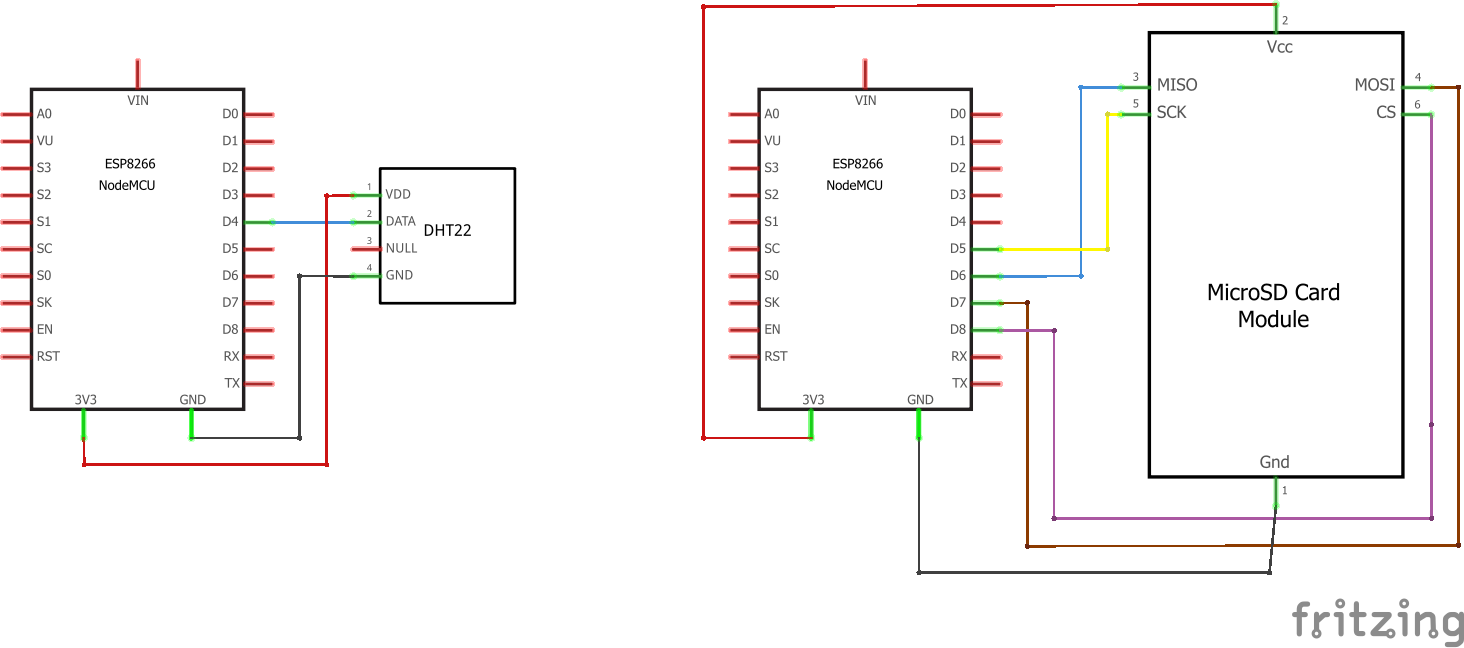 VIN
A0
VU
S3
S2
S1
SC
S0
SK
EN
RST
ESP8266
NodeMCU
D0
D1
D2
D3
D4
D5
D6
D7
D8
RX
TX
3V3
GND
1
VDD
2
DATA
3
NULL
4
GND
DHT22
VIN
A0
VU
S3
S2
S1
SC
S0
SK
EN
RST
ESP8266
NodeMCU
D0
D1
D2
D3
D4
D5
D6
D7
D8
RX
TX
3V3
GND
2
Vcc
3
MISO
5
SCK
MOSI
4
CS
6
MicroSD Card
Module
Gnd
1
fritzing